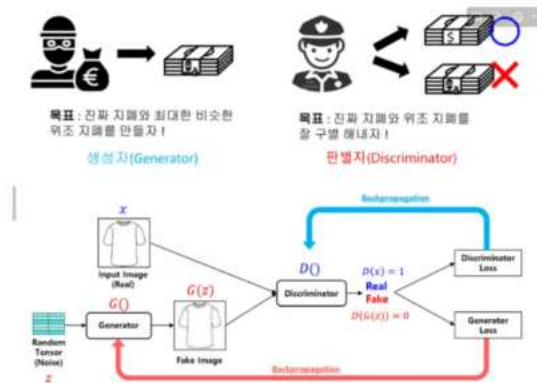 목표 : 진짜 지폐와 최대한 비슷한
위조 지폐를 만들자 !
생성자(Generator)
목표 : 진짜 지폐와 위조 지폐를
잘 구별 해내자 !
판별자(Discriminator)
Backpropagation
x
Input Image
(Real)
G()
Generator
Random
Tensor
(Noise)
z
G(z)
Fake Image
D()
Discriminator
D(x) = 1
Real
Fake
D(G(z)) = 0
Discriminator
Loss
Generator
Loss
Backpropagation